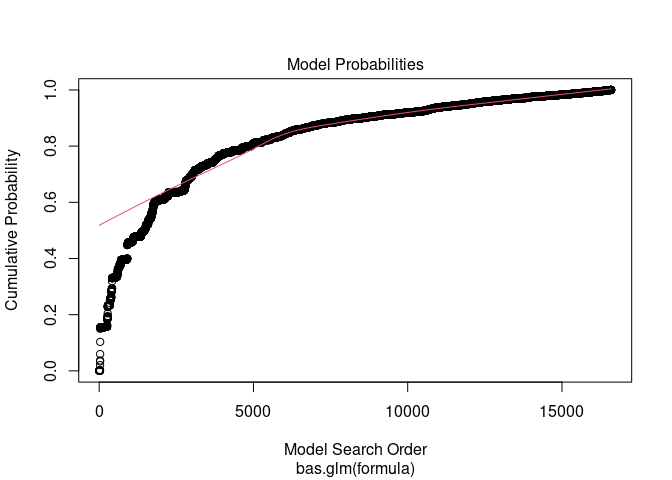 Model Probabilities
Cumulative Probability
1.0
0.8
0.6
0.4
0.2
0.0
0 5000 10000 15000
Model Search Order
bas.glm(formula)